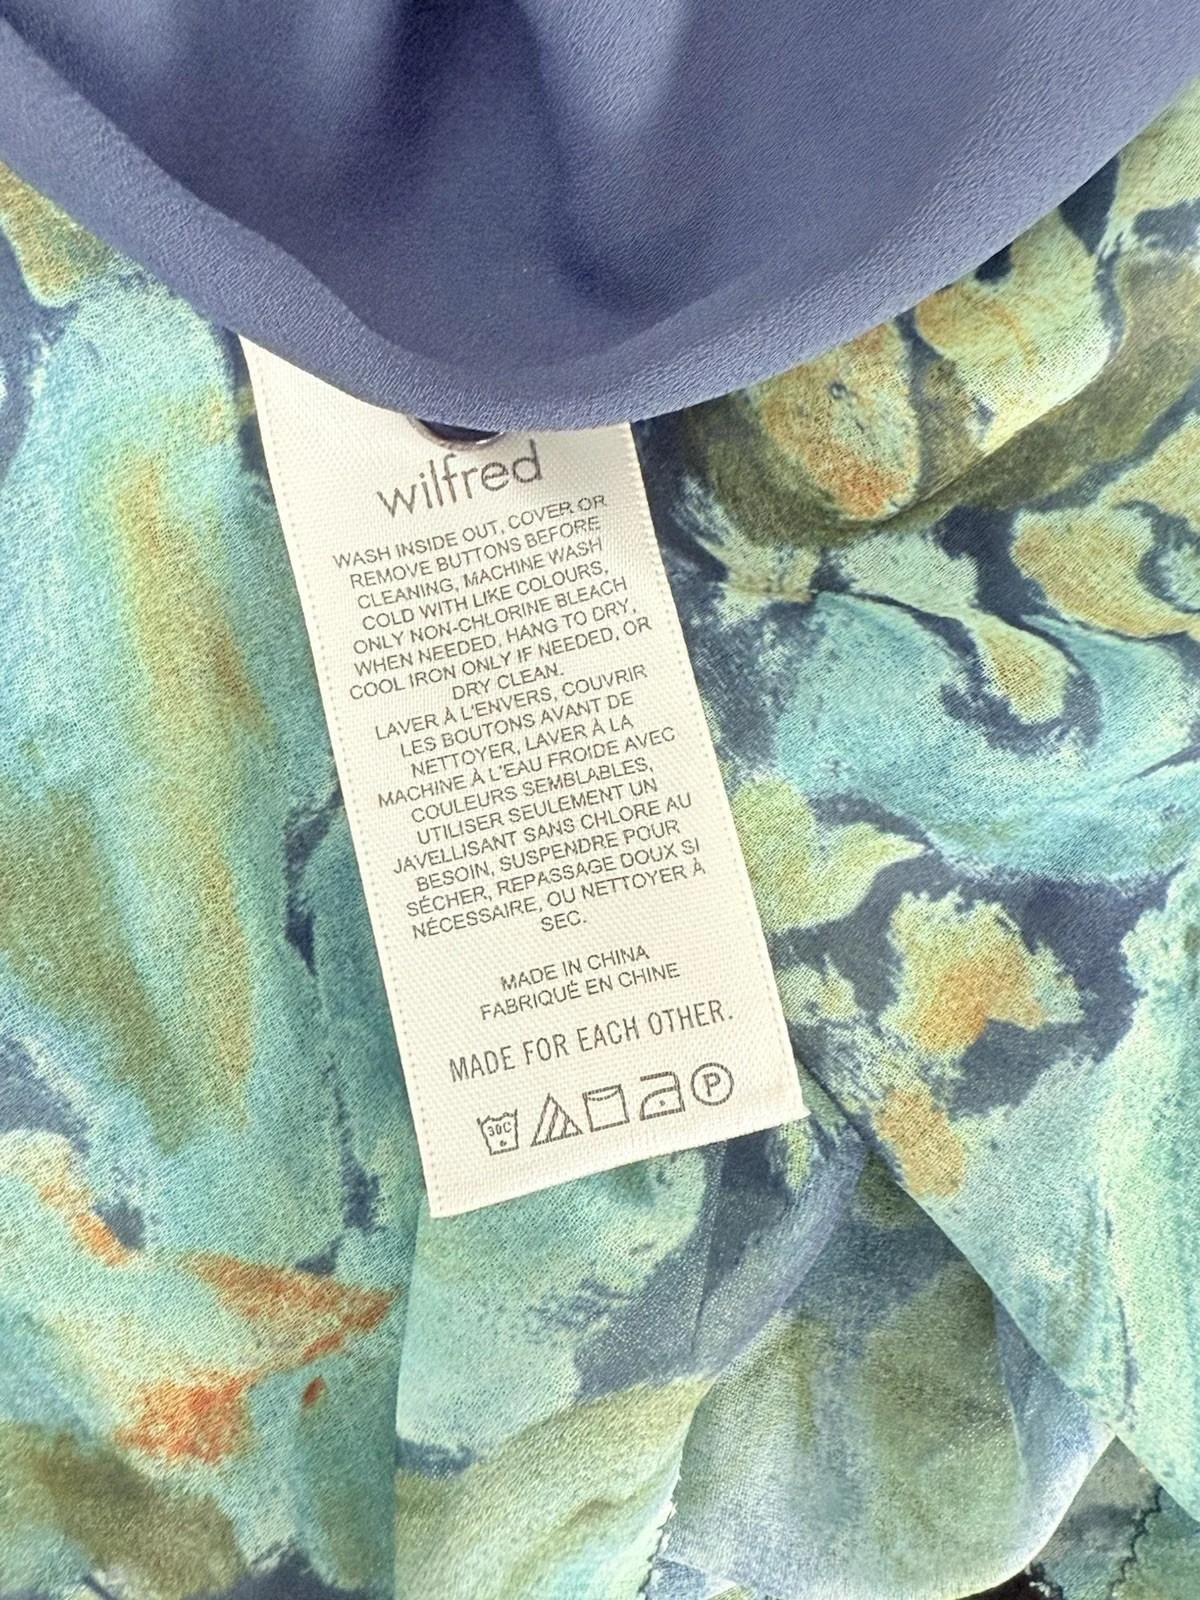 wilfred
WASH INSIDE OUT, COVER OR
REMOVE BUTTONS BEFORE
CLEANING, MACHINE WASH
COLD WITH LIKE COLOURS,
ONLY NON-CHLORINE BLEACH
WHEN NEEDED, HANG TO DRY,
COOL IRON ONLY IF NEEDED, OR
DRY CLEAN.
LAVER À L'ENVERS, COUVRIR
LES BOUTONS AVANT DE
NETTOYER, LAVER À LA
MACHINE À L'EAU FROIDE AVEC
COULEURS SEMBLABLES,
UTILISER SEULEMENT UN
JAVELLISANT SANS CHLORE AU
BESOIN, SUSPENDRE POUR
SÉCHER, REPASSAGE DOUX SI
NÉCESSAIRE, OU NETTOYER À
SEC.
MADE IN CHINA
FABRIQUÉ EN CHINE
MADE FOR EACH OTHER.
30C P